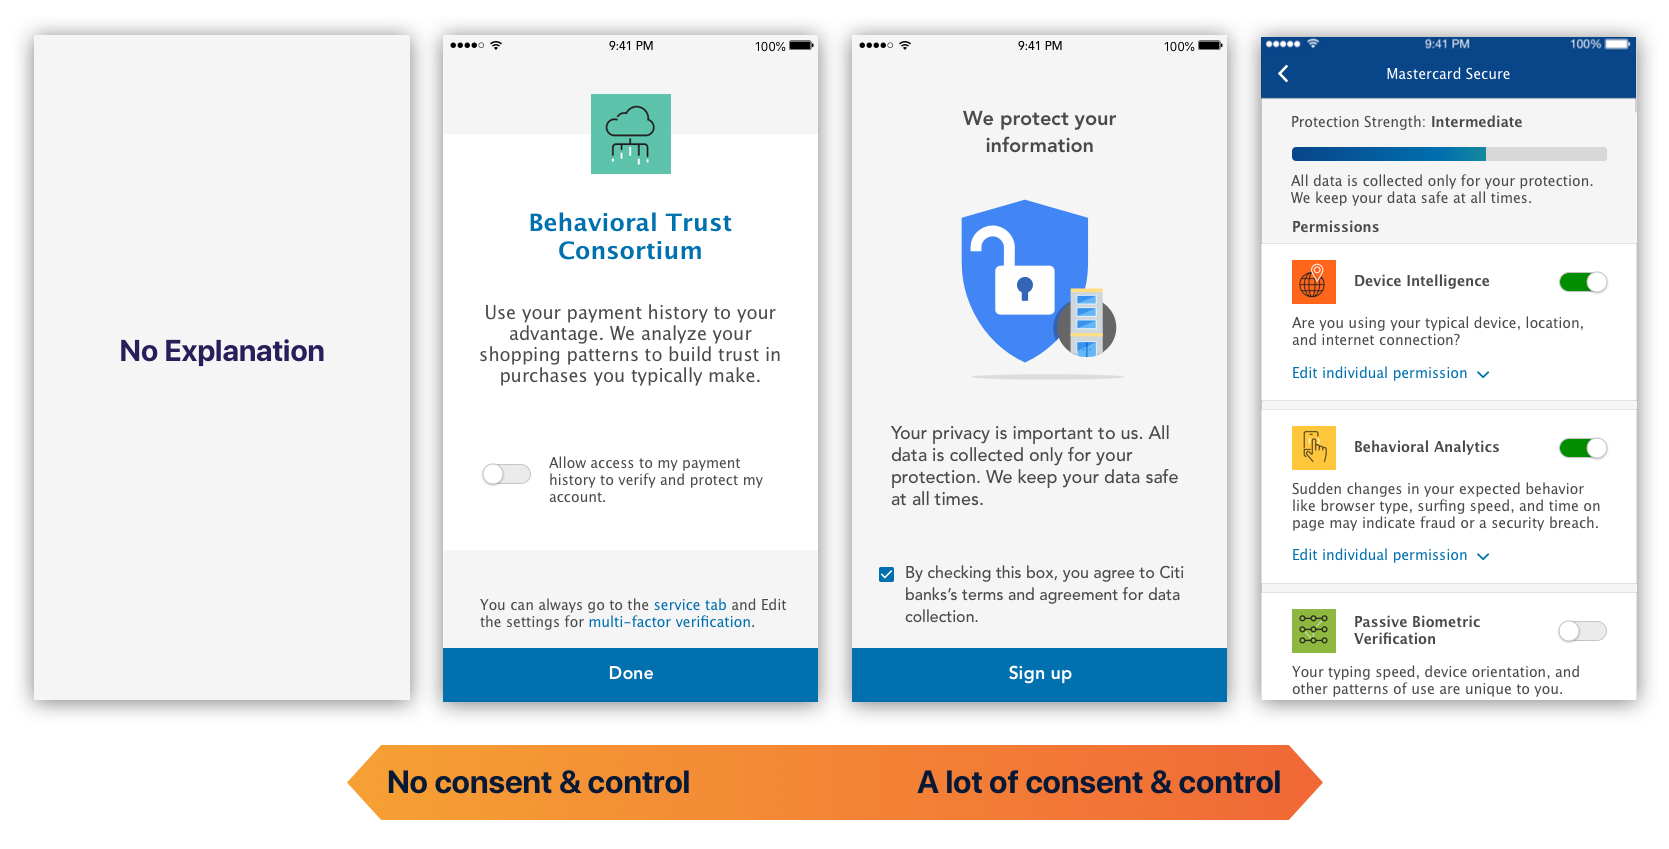 No Explanation
9:41 PM
100%
Behavioral Trust
Consortium
Use your payment history to your
advantage. We analyze your
shopping patterns to build trust in
purchases you typically make.
Allow access to my payment
history to verify and protect my
account.
You can always go to the service tab and Edit
the settings for multi-factor verification.
Done
9:41 PM
100%
We protect your
information
Your privacy is important to us. All
data is collected only for your
protection. We keep your data safe
at all times.
By checking this box, you agree to Citi
banks's terms and agreement for data
collection.
Sign up
9:41 PM
100%
Mastercard Secure
Protection Strength: Intermediate
All data is collected only for your protection.
We keep your data safe at all times.
Permissions
Device Intelligence
Are you using your typical device, location,
and internet connection?
Edit individual permission
Behavioral Analytics
Sudden changes in your expected behavior
like browser type, surfing speed, and time on
page may indicate fraud or a security breach.
Edit individual permission
Passive Biometric
Verification
Your typing speed, device orientation, and
other patterns of use are unique to you.
No consent & control
A lot of consent & control